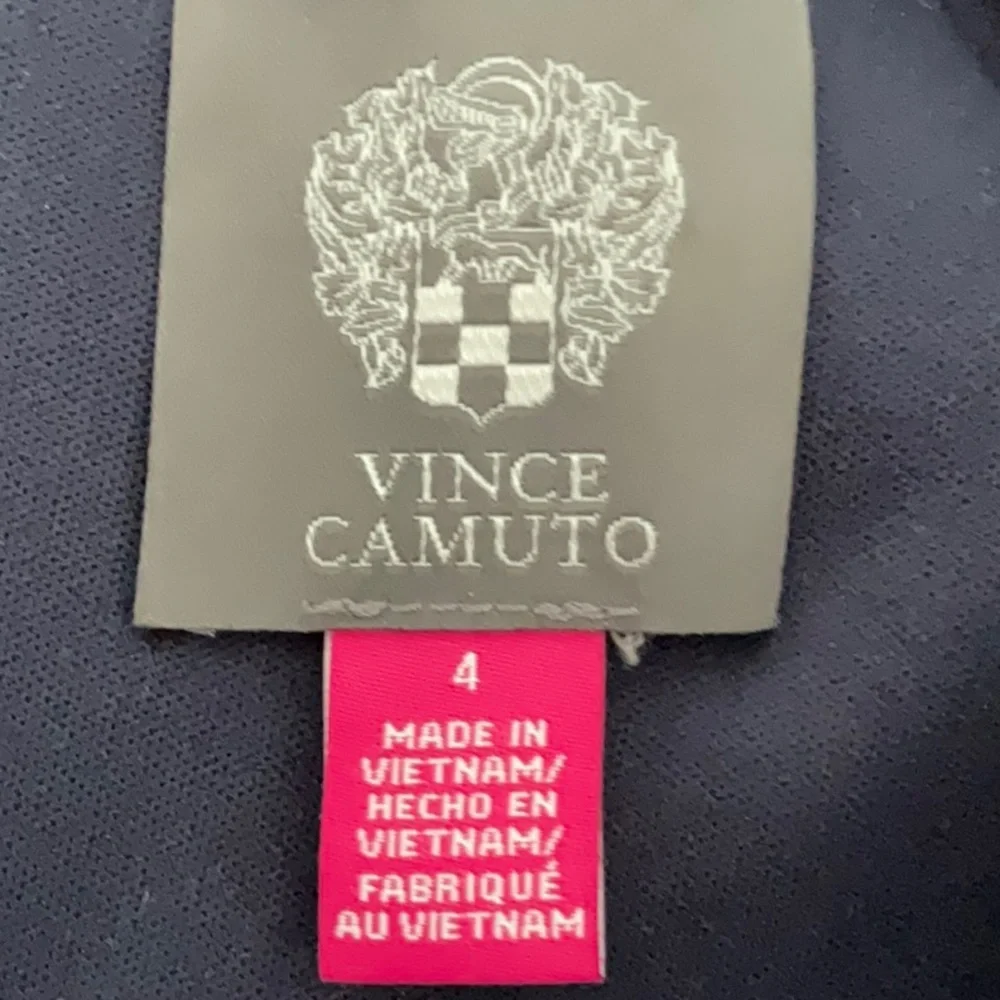 VINCE
CAMUTO
4
MADE IN
VIETNAM/
HECHO EN
VIETNAM/
FABRIQUÉ
AU VIETNAM